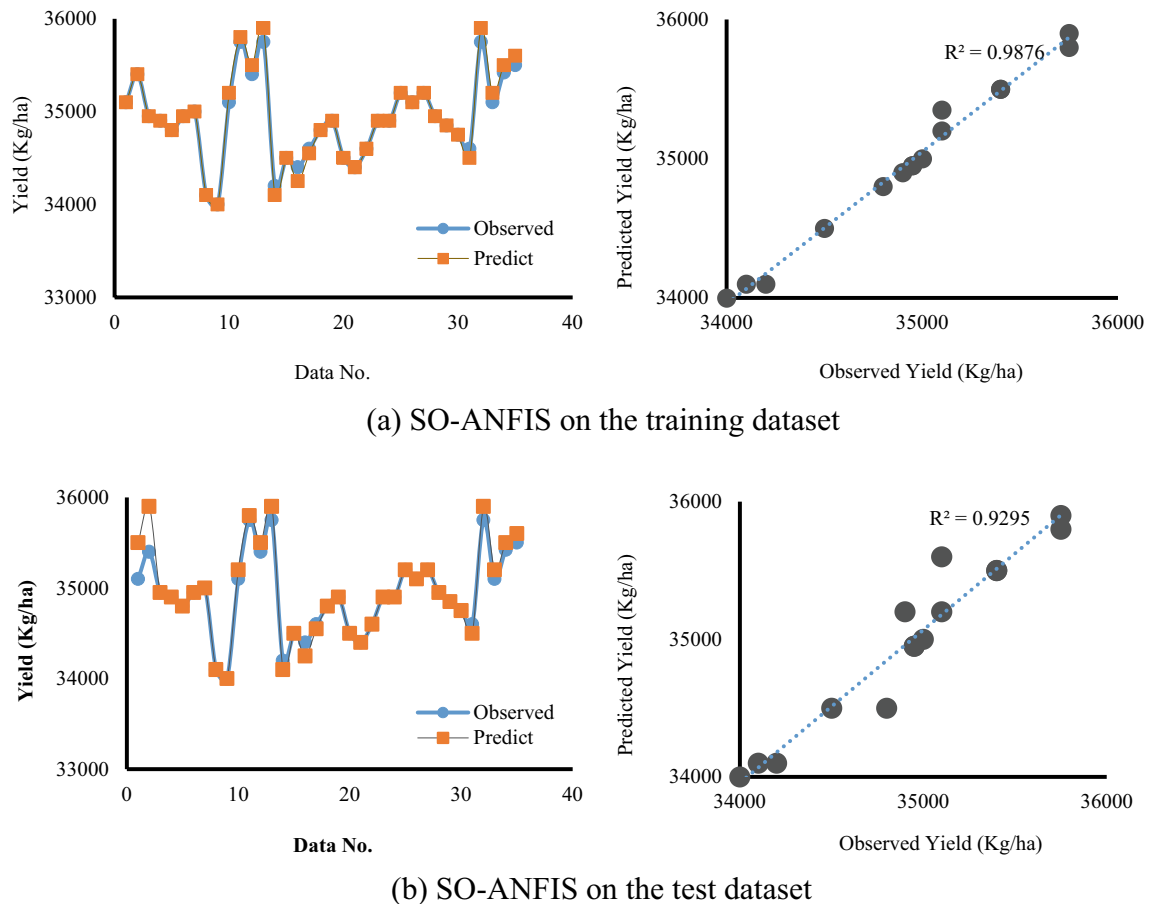 36000
35000
34000
33000
Yield (Kg/ha)
Observed
Predict
0
10
20
30
40
Data No.
36000
35000
34000
Predicted Yield (Kg/ha)
R² = 0.9876
34000
35000
36000
Observed Yield (Kg/ha)
(a) SO-ANFIS on the training dataset
36000
35000
34000
33000
Yield (Kg/ha)
Observed
Predict
0
10
20
30
40
Data No.
36000
35000
34000
Predicted Yield (Kg/ha)
R² = 0.9295
34000
35000
36000
Observed Yield (Kg/ha)
(b) SO-ANFIS on the test dataset